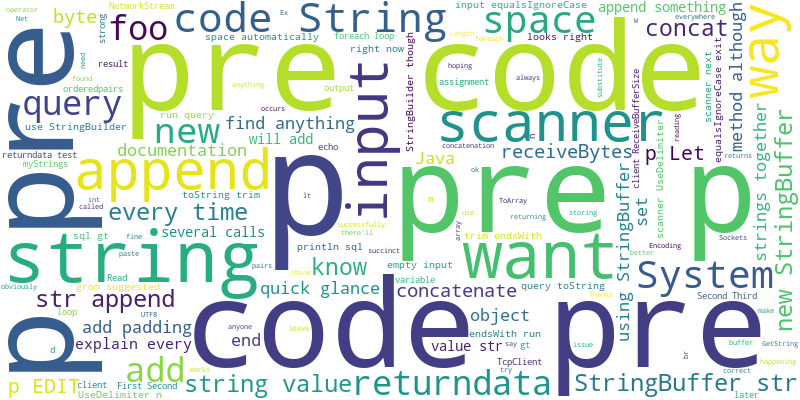 NetworkStream code String space input equalsIgnoreCase append something
operator Net strong byte foo Ex everywhere
space automatically foreach loop looks right concat
result right now Length foreach
pre code Way
orderedpairs output hoping always assignment substitute
query run query occurs anything
use StringBuilder new find anything scanner
will add echo
returndata test documentation Java receiveBytes p Let
myStrings append input StringBuilder though
pre p pre p
method although equalsIgnoreCase exit scanner next reading
client ReceiveBufferSize scanner UseDelimiter
concatenation ok ToArray returning storing
int called every time toString trim lt ID use
successfully set returns
strings together Sockets
sql gt several calls println sql succinct array
fine there'll trim endsWith Encoding
string paste pairs want better
obviously Read grom suggested know empty input query toString System
using StringBuffer new StringBuffer
str append quick glance share variable concatenate Second Third
loop UTF8 add padding anyone Steve object Thanks make
explain every end endsWith run issue buffer GetString
d code value str say gt pre br happening
add TcpClient correct
p EDIT client First Second string value returndata try StringBuffer str
UseDelimiter n works later